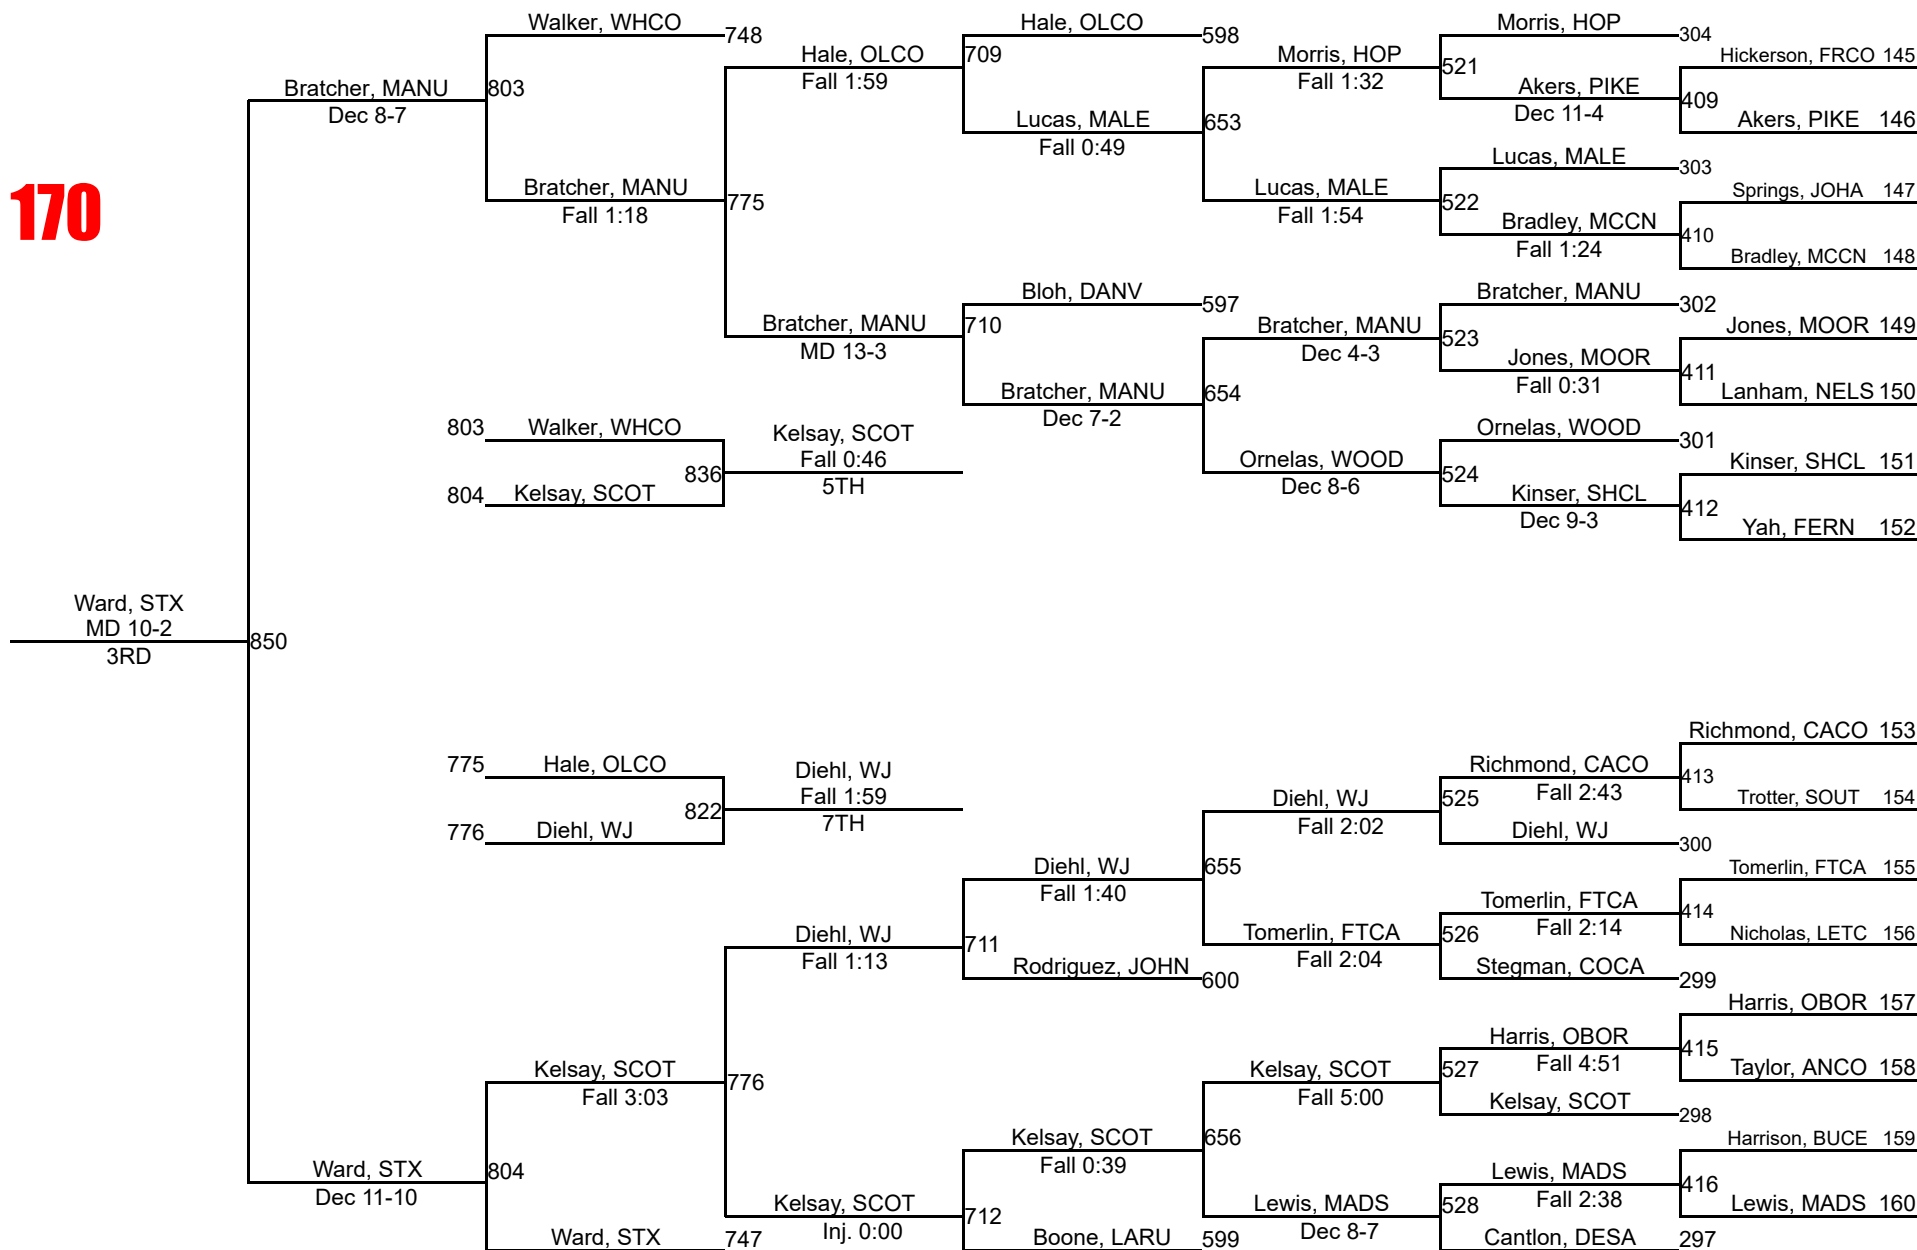 Walker, WHCO
748
Hale, OLCO
598
Morris, HOP
304
Hale, OLCO
Fall 1:59
709
Morris, HOP
Fall 1:32
521
Hickerson, FRCO 145
Bratcher, MANU
Dec 8-7
803
Akers, PIKE
Dec 11-4
409
Akers, PIKE 146
Lucas, MALE
Fall 0:49
653
Lucas, MALE
303
170
Bratcher, MANU
Fall 1:18
775
Lucas, MALE
Fall 1:54
522
Springs, JOHA 147
Bradley, MCCN
Fall 1:24
410
Bradley, MCCN 148
Bloh, DANV
597
Bratcher, MANU
302
Bratcher, MANU
MD 13-3
710
Bratcher, MANU
Dec 4-3
523
Jones, MOOR 149
Jones, MOOR
Fall 0:31
411
Lanham, NELS 150
Bratcher, MANU
Dec 7-2
654
803
Walker, WHCO
Kelsay, SCOT
Fall 0:46
5TH
836
804
Kelsay, SCOT
Ornelas, WOOD
301
Ornelas, WOOD
Dec 8-6
524
Kinser, SHCL 151
Kinser, SHCL
Dec 9-3
412
Yah, FERN 152
Ward, STX
MD 10-2
3RD
850
Richmond, CACO 153
775
Hale, OLCO
Diehl, WJ
Fall 1:59
7TH
822
776
Diehl, WJ
Richmond, CACO
Fall 2:43
413
Trotter, SOUT 154
Diehl, WJ
Fall 2:02
525
Diehl, WJ
300
Diehl, WJ
Fall 1:40
655
Tomerlin, FTCA 155
Tomerlin, FTCA
Fall 2:14
414
Nicholas, LETC 156
Diehl, WJ
Fall 1:13
711
Tomerlin, FTCA
Fall 2:04
526
Rodriguez, JOHN
600
Stegman, COCA
299
Harris, OBOR 157
Harris, OBOR
Fall 4:51
415
Taylor, ANCO 158
Kelsay, SCOT
Fall 3:03
776
Kelsay, SCOT
Fall 5:00
527
Kelsay, SCOT
298
Kelsay, SCOT
Fall 0:39
656
Harrison, BUCE 159
Ward, STX
Dec 11-10
804
Lewis, MADS
Fall 2:38
416
Lewis, MADS 160
Kelsay, SCOT
Inj. 0:00
712
Lewis, MADS
Dec 8-7
528
Ward, STX
747
Boone, LARU
599
Cantlon, DESA
297